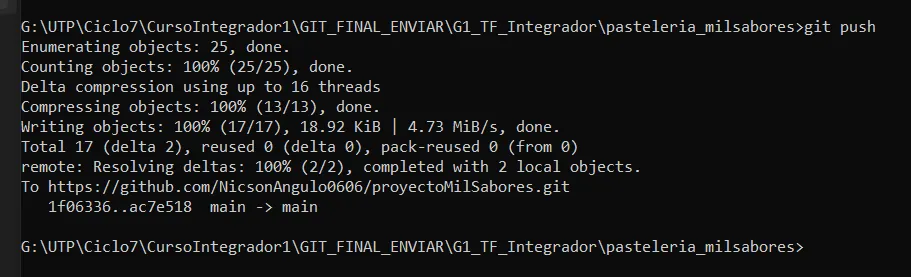 G:\UTP\Ciclo7\CursoIntegrador1\GIT_FINAL_ENVIAR\G1_TF_Integrador\pasteleria_milsabores>git push
Enumerating objects: 25, done.
Counting objects: 100% (25/25), done.
Delta compression using up to 16 threads
Compressing objects: 100% (13/13), done.
Writing objects: 100% (17/17), 18.92 KiB | 4.73 MiB/s, done.
Total 17 (delta 2), reused 0 (delta 0), pack-reused 0 (from 0)
remote: Resolving deltas: 100% (2/2), completed with 2 local objects.
To https://github.com/NicsonAngulo0606/proyectoMilSabores.git
   1f06336..ac7e518  main -> main
G:\UTP\Ciclo7\CursoIntegrador1\GIT_FINAL_ENVIAR\G1_TF_Integrador\pasteleria_milsabores>